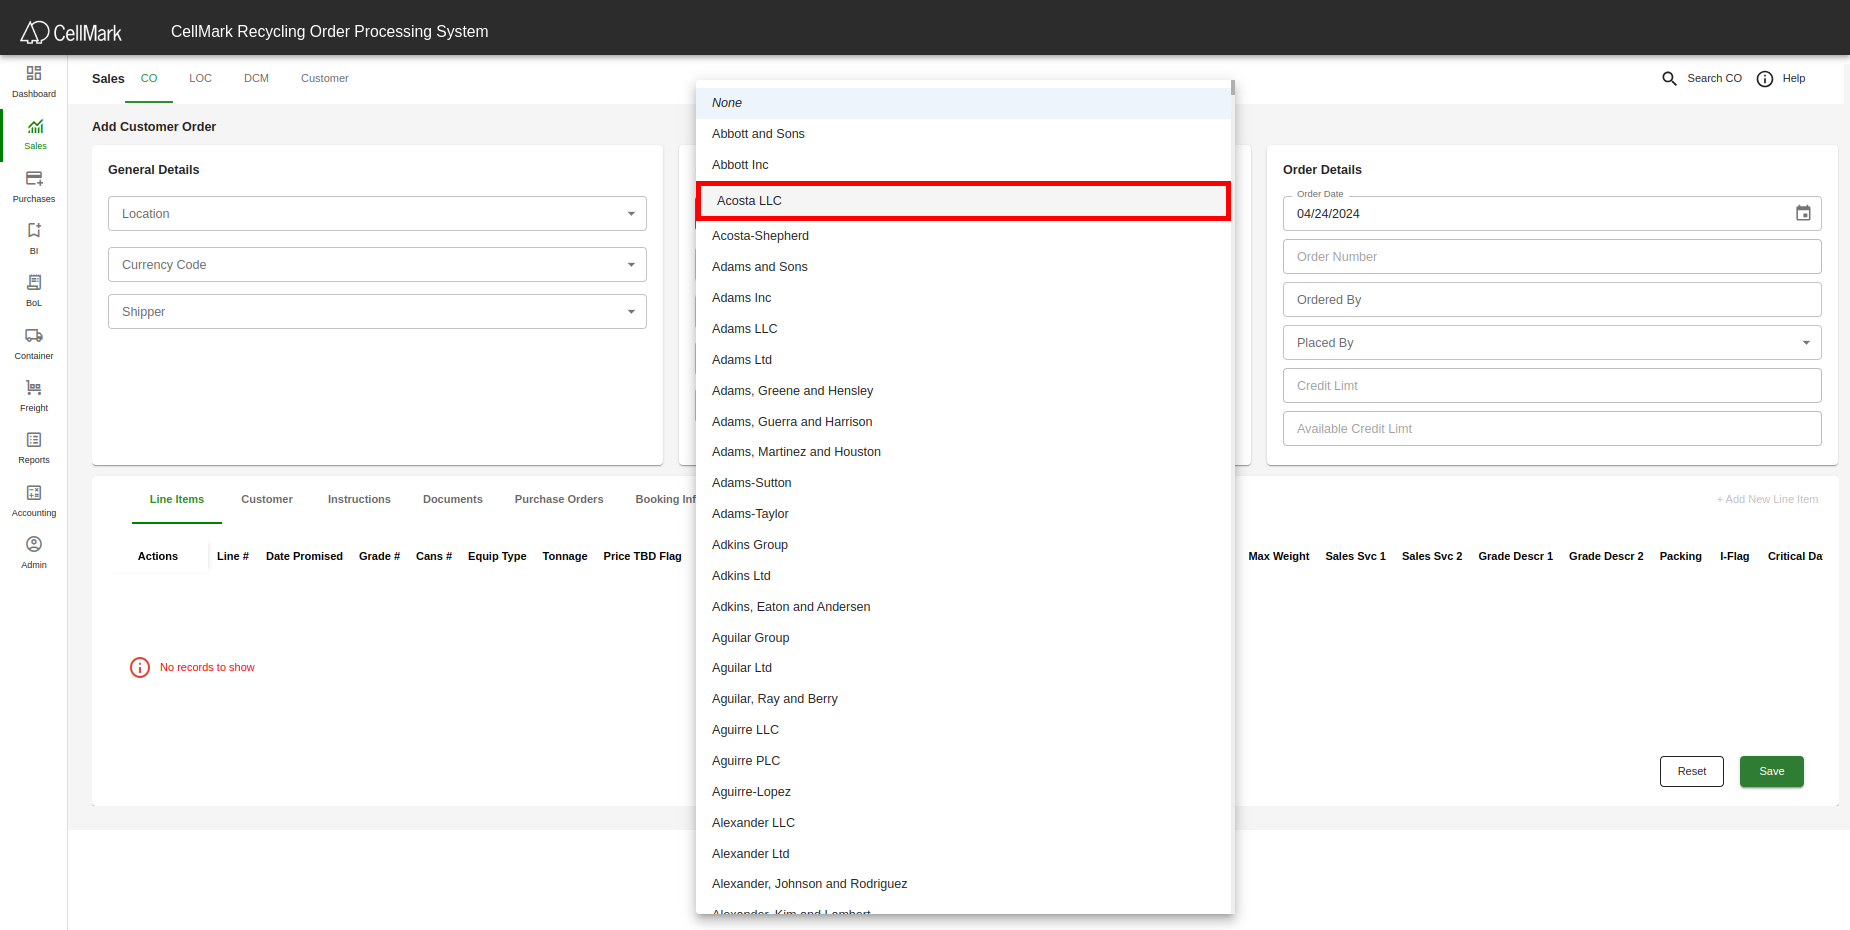 CellMark
CellMark Recycling Order Processing System
Dashboard
Sales
Purchases
BI
BoL
Container
Freight
Reports
Accounting
Admin
Sales
CO
LOC
DCM
Customer
Search CO
Help
Add Customer Order
General Details
Location
Currency Code
Shipper
None
Abbott and Sons
Abbott Inc
Acosta LLC
Acosta-Shepherd
Adams and Sons
Adams Inc
Adams LLC
Adams Ltd
Adams, Greene and Hensley
Adams, Guerra and Harrison
Adams, Martinez and Houston
Adams-Sutton
Adams-Taylor
Adkins Group
Adkins Ltd
Adkins, Eaton and Andersen
Aguilar Group
Aguilar Ltd
Aguilar, Ray and Berry
Aguirre LLC
Aguirre PLC
Aguirre-Lopez
Alexander LLC
Alexander Ltd
Alexander, Johnson and Rodriguez
Alexander, Kim and Lambert
Order Details
Order Date
04/24/2024
Order Number
Ordered By
Placed By
Credit Limt
Available Credit Limt
Line Items
Customer
Instructions
Documents
Purchase Orders
Booking Inf
+ Add New Line Item
Actions
Line #
Date Promised
Grade #
Cans #
Equip Type
Tonnage
Price TBD Flag
Max Weight
Sales Svc 1
Sales Svc 2
Grade Descr 1
Grade Descr 2
Packing
I-Flag
Critical Da
No records to show
Reset
Save